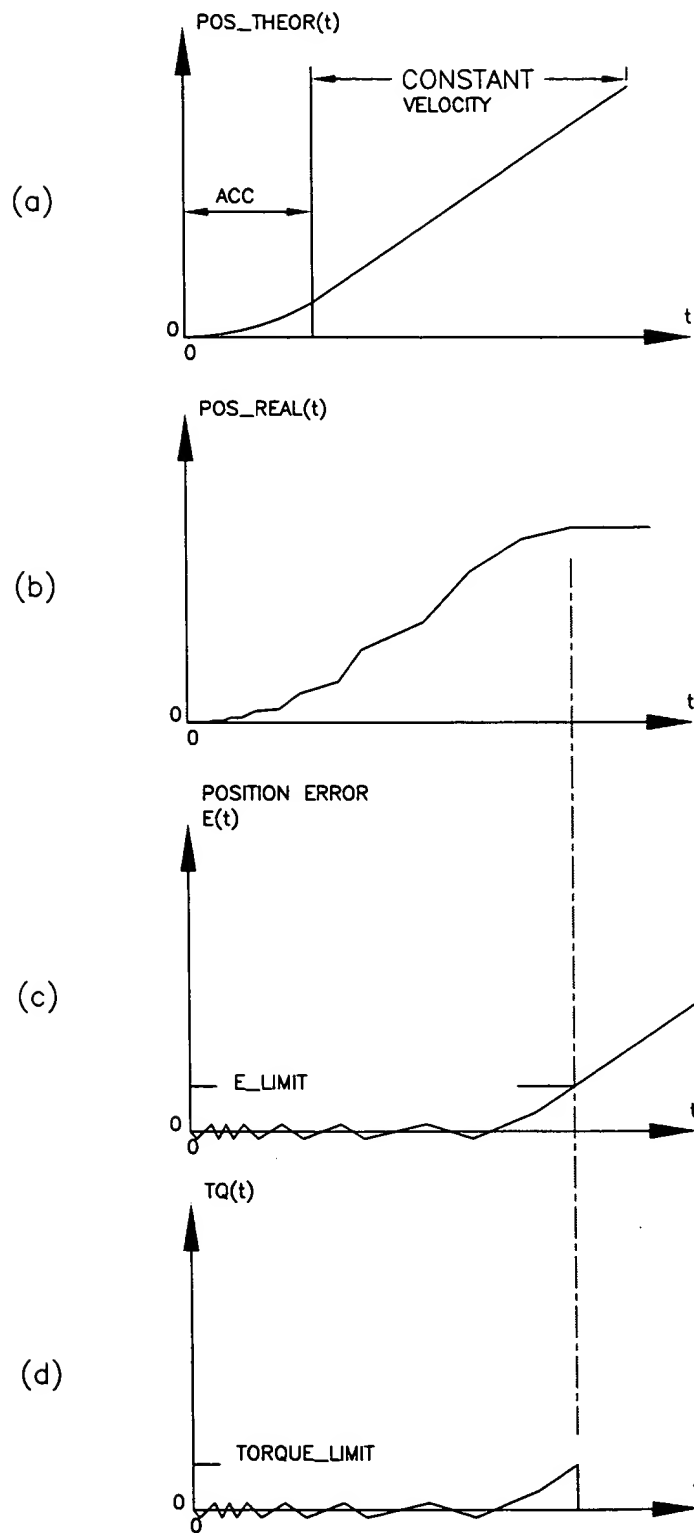 POS_THEOR(t)
CONSTANT
VELOCITY
(a)
ACC
t
0
0
POS_REAL(t)
(b)
t
0
0
POSITION ERROR
E(t)
(c)
E_LIMIT
t
0
0
TQ(t)
(d)
TORQUE_LIMIT
0
0